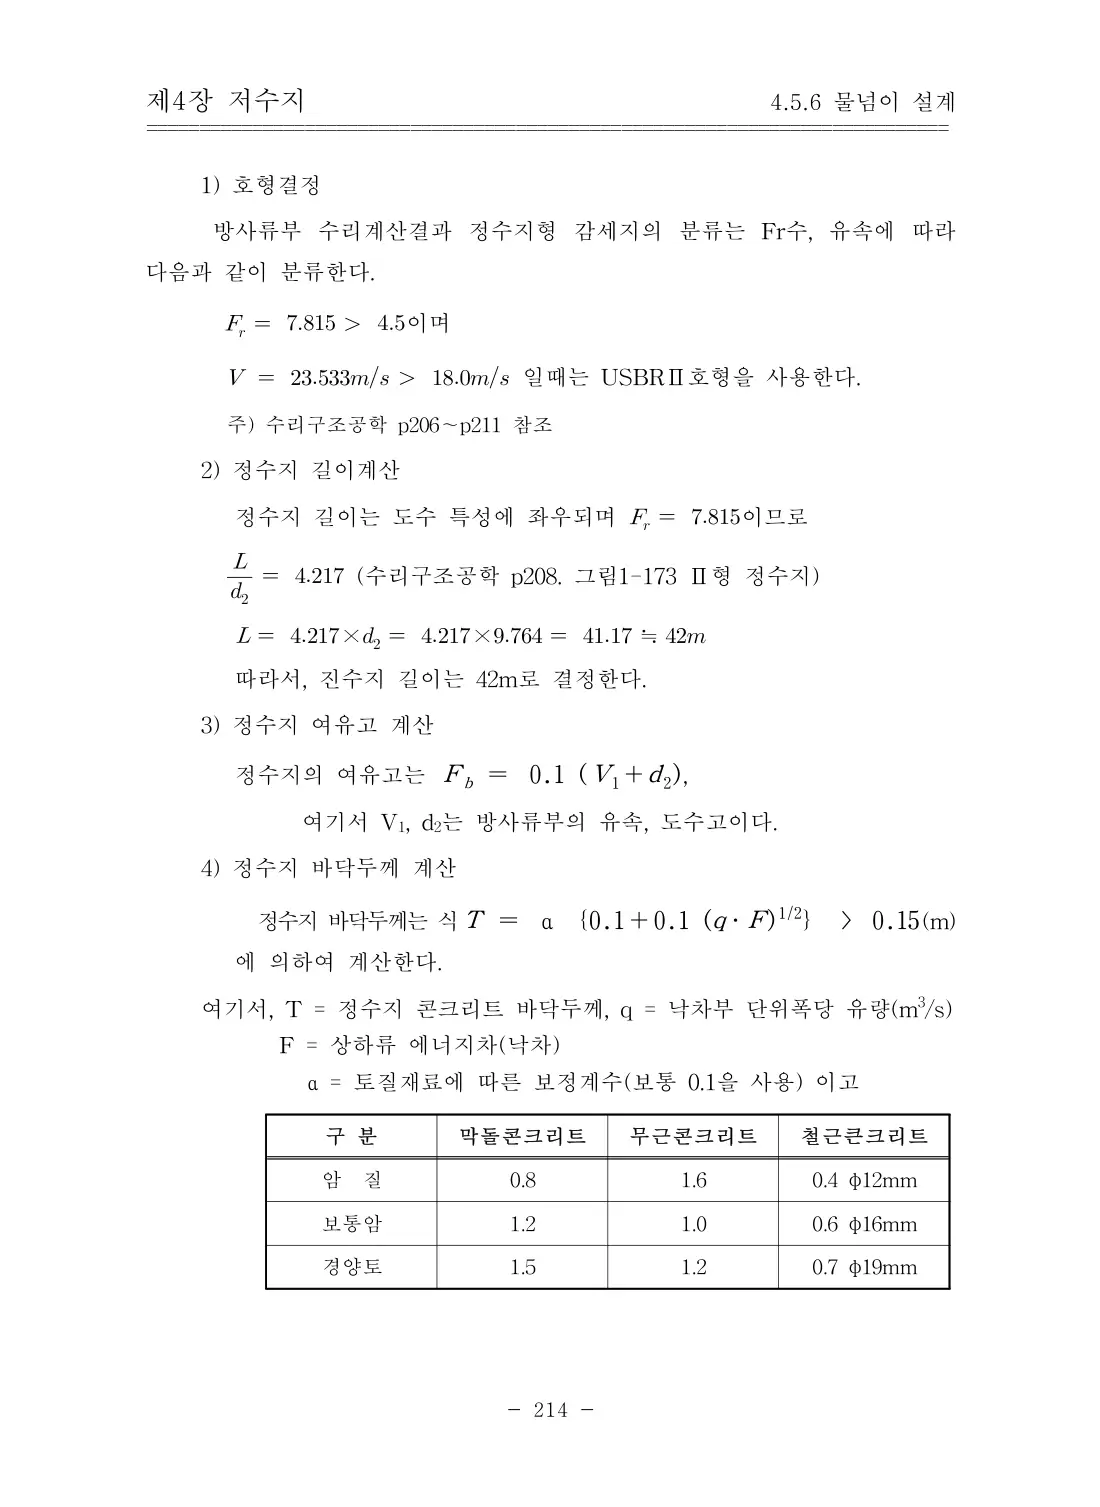 제4장 저수지 4.5.6 물넘이 설계
================================================================================
1) 호형결정
방사류부 수리계산결과 정수지형 감세지의 분류는 Fr수, 유속에 따라
다음과 같이 분류한다.
F_r = 7.815 > 4.5이며
V = 23.533m/s > 18.0m/s 일때는 USBRⅡ호형을 사용한다.
주) 수리구조공학 p206~p211 참조
2) 정수지 길이계산
정수지 길이는 도수 특성에 좌우되며 F_r = 7.815이므로
L/d₂ = 4.217 (수리구조공학 p208. 그림1-173 Ⅱ형 정수지)
L = 4.217×d₂ = 4.217×9.764 = 41.17 ≒ 42m
따라서, 진수지 길이는 42m로 결정한다.
3) 정수지 여유고 계산
정수지의 여유고는 F_b = 0.1 ( V₁ + d₂),
여기서 V₁, d₂는 방사류부의 유속, 도수고이다.
4) 정수지 바닥두께 계산
정수지 바닥두께는 식 T = α {0.1+0.1 (q· F)^{1/2}} 〉 0.15(m)
에 의하여 계산한다.
여기서, T = 정수지 콘크리트 바닥두께, q = 낙차부 단위폭당 유량(m³/s)
F = 상하류 에너지차(낙차)
α = 토질재료에 따른 보정계수(보통 0.1을 사용) 이고
구 분 막돌콘크리트 무근콘크리트 철근큰크리트
암 질 0.8 1.6 0.4 φ12mm
보통암 1.2 1.0 0.6 φ16mm
경양토 1.5 1.2 0.7 φ19mm
- 214 -